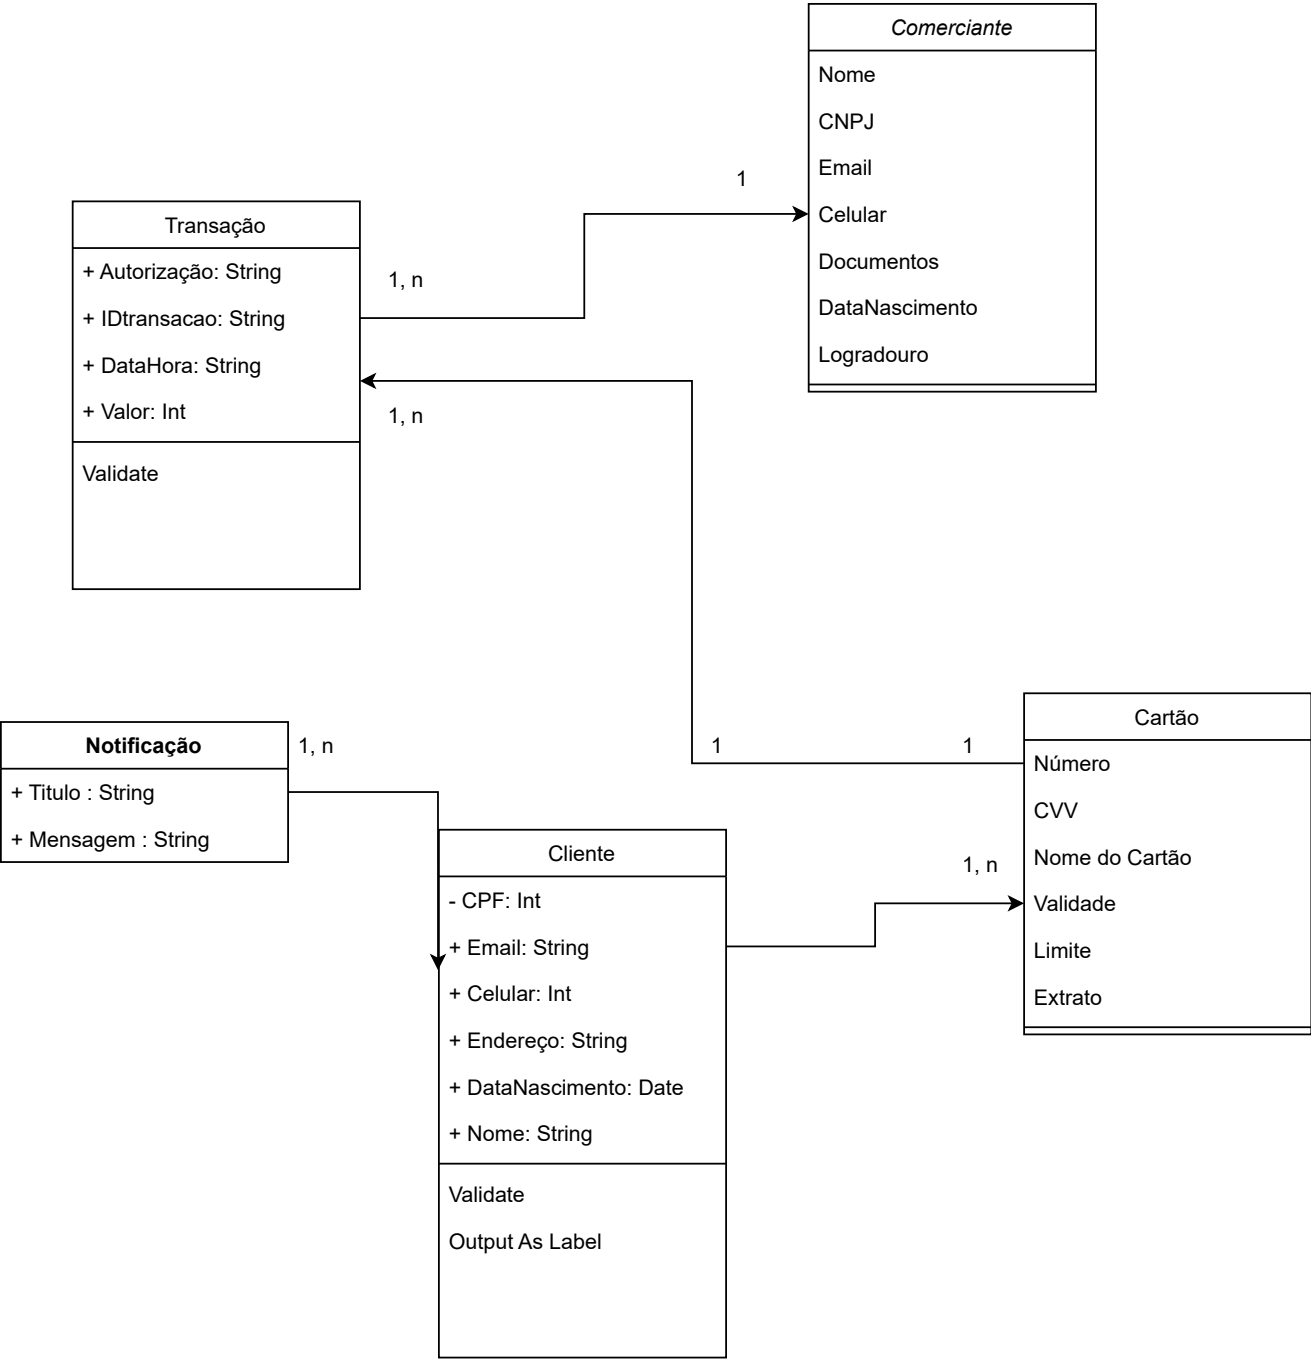 Comerciante
Nome
CNPJ
Email
Celular
Documentos
DataNascimento
Logradouro
1
Transação
+ Autorização: String
+ IDtransacao: String
+ DataHora: String
+ Valor: Int
Validate
1, n
1, n
1
1
Cartão
Número
CVV
Nome do Cartão
Validade
Limite
Extrato
Notificação
+ Titulo : String
+ Mensagem : String
1, n
Cliente
- CPF: Int
+ Email: String
+ Celular: Int
+ Endereço: String
+ DataNascimento: Date
+ Nome: String
Validate
Output As Label
1, n